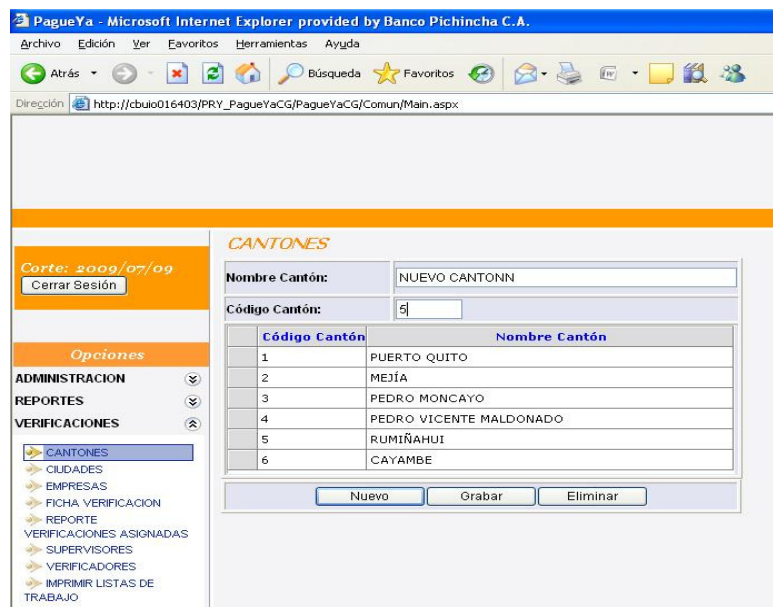 PagueYa - Microsoft Internet Explorer provided by Banco Pichincha C.A.
Archivo Edición Ver Favoritos Herramientas Ayuda
Atrás Búsqueda Favoritos
Dirección http://cbuio016403/PRY_PagueYaCG/PagueYaCG/Comun/Main.aspx
Corte: 2009/07/09
Cerrar Sesión
Opciones
ADMINISTRACION
REPORTES
VERIFICACIONES
CANTONES
CIUDADES
EMPRESAS
FICHA VERIFICACION
REPORTE
VERIFICACIONES ASIGNADAS
SUPERVISORES
VERIFICADORES
IMPRIMIR LISTAS DE
TRABAJO
CANTONES
Nombre Cantón: NUEVO CANTONN
Código Cantón: 5
Código Cantón Nombre Cantón
1 PUERTO QUITO
2 MEJÍA
3 PEDRO MONCAYO
4 PEDRO VICENTE MALDONADO
5 RUMIÑAHUI
6 CAYAMBE
Nuevo Grabar Eliminar